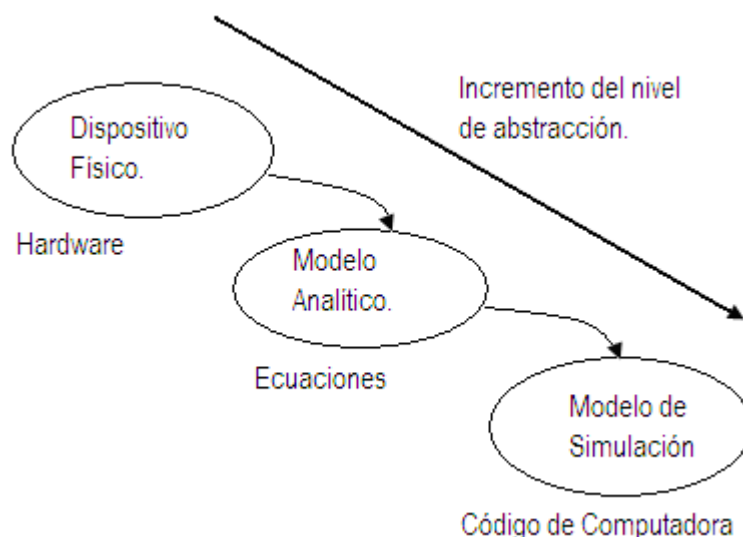 Incremento del nivel
de abstracción.
Dispositivo
Físico.
Hardware
Modelo
Analítico.
Ecuaciones
Modelo de
Simulación
Código de Computadora